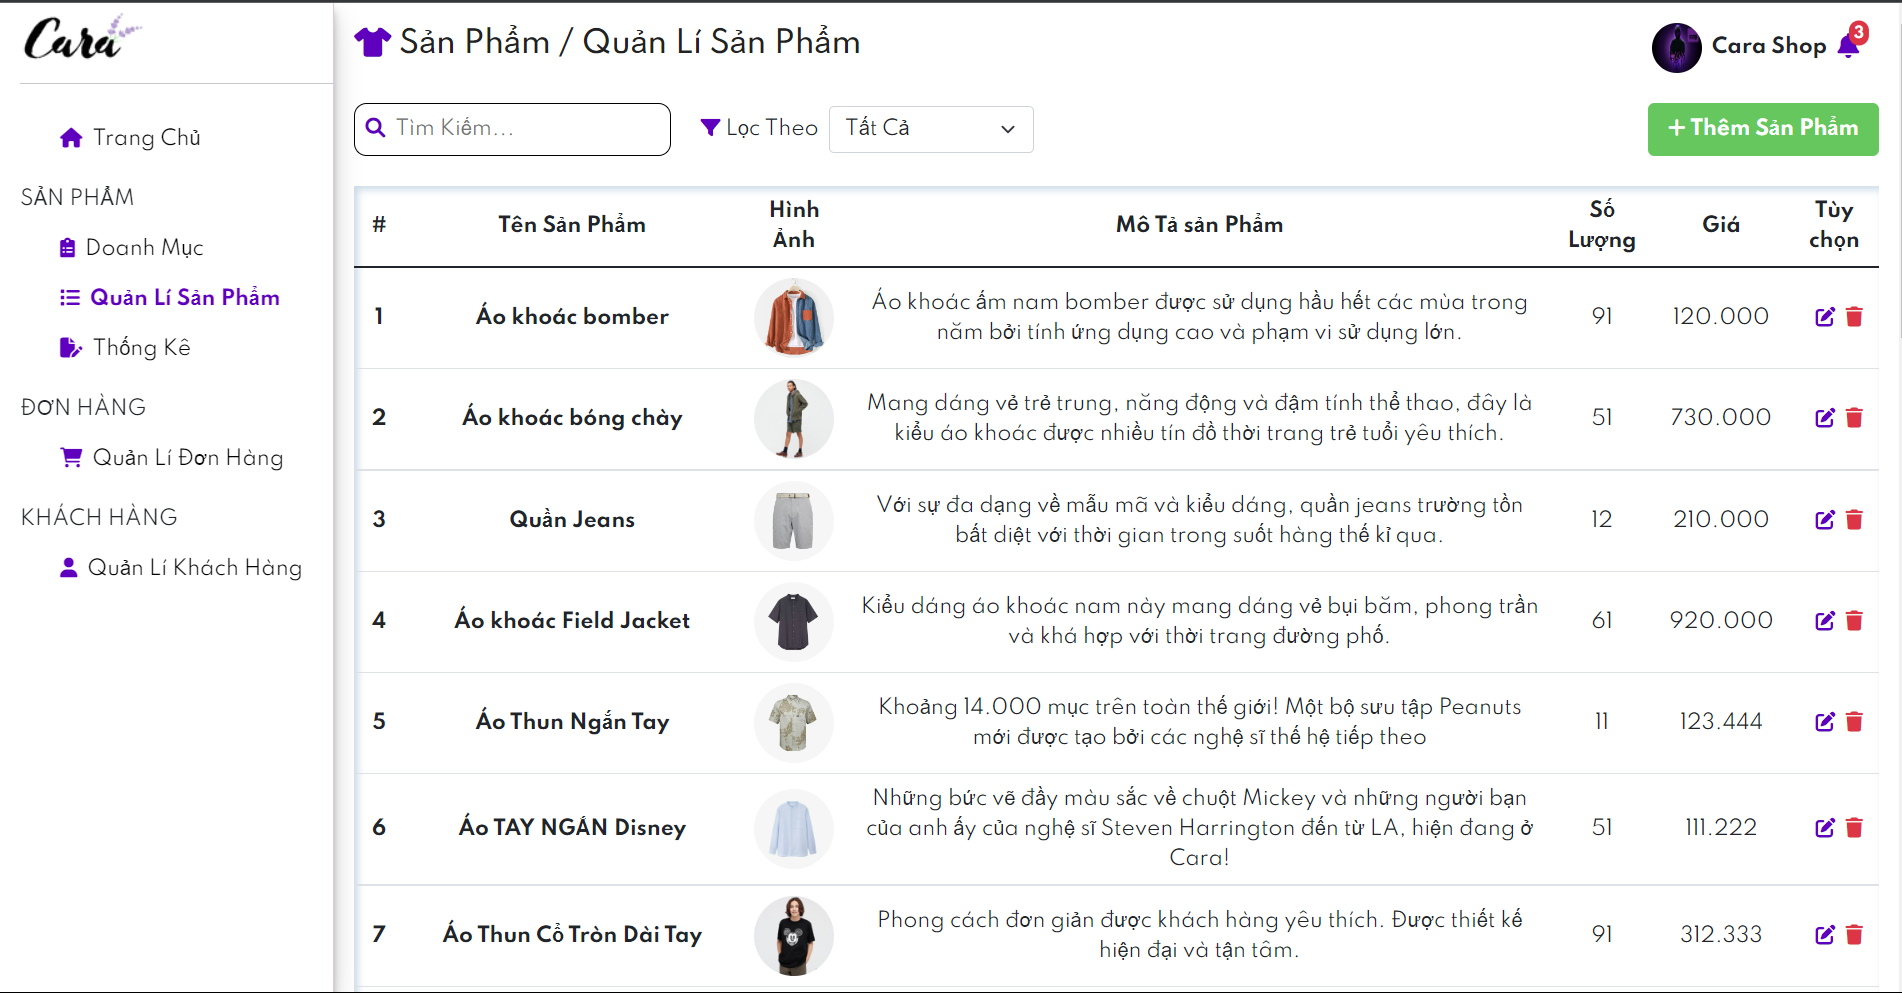 Cara
Sản Phẩm / Quản Lí Sản Phẩm
Cara Shop
3
Trang Chủ
SẢN PHẨM
Doanh Mục
Quản Lí Sản Phẩm
Thống Kê
ĐƠN HÀNG
Quản Lí Đơn Hàng
KHÁCH HÀNG
Quản Lí Khách Hàng
Tìm Kiếm...
Lọc Theo
Tất Cả
+ Thêm Sản Phẩm
#
Tên Sản Phẩm
Hình
Ảnh
Mô Tả sản Phẩm
Số
Lượng
Giá
Tùy
chọn
1
Áo khoác bomber
Áo khoác ấm nam bomber được sử dụng hầu hết các mùa trong
năm bởi tính ứng dụng cao và phạm vi sử dụng lớn.
91
120.000
2
Áo khoác bóng chày
Mang dáng vẻ trẻ trung, năng động và đậm tính thể thao, đây là
kiểu áo khoác được nhiều tín đồ thời trang trẻ tuổi yêu thích.
51
730.000
3
Quần Jeans
Với sự đa dạng về mẫu mã và kiểu dáng, quần jeans trường tồn
bất diệt với thời gian trong suốt hàng thế kỉ qua.
12
210.000
4
Áo khoác Field Jacket
Kiểu dáng áo khoác nam này mang dáng vẻ bụi bặm, phong trần
và khá hợp với thời trang đường phố.
61
920.000
5
Áo Thun Ngắn Tay
Khoảng 14.000 mục trên toàn thế giới! Một bộ sưu tập Peanuts
mới được tạo bởi các nghệ sĩ thế hệ tiếp theo
11
123.444
6
Áo TAY NGẮN Disney
Những bức vẽ đầy màu sắc về chuột Mickey và những người bạn
của anh ấy của nghệ sĩ Steven Harrington đến từ LA, hiện đang ở
Cara!
51
111.222
7
Áo Thun Cổ Tròn Dài Tay
Phong cách đơn giản được khách hàng yêu thích. Được thiết kế
hiện đại và tận tâm.
91
312.333